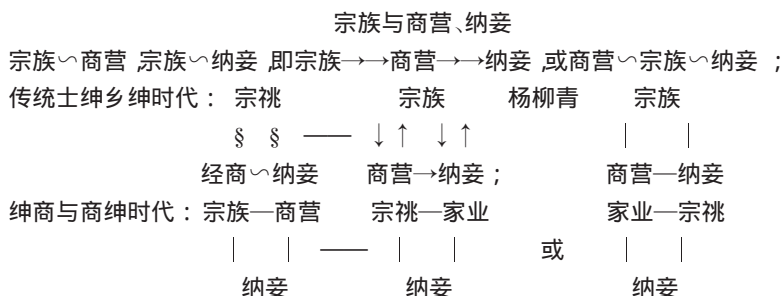 宗族与商营、纳妾
宗族∽商营,宗族∽纳妾,即宗族→→商营→→纳妾,或商营∽宗族∽纳妾;
传统士绅乡绅时代：宗祧 宗族 杨柳青 宗族
§ § —— ↓↑ ↓↑ | |
经商∽纳妾 商营→纳妾； 商营—纳妾
绅商与商绅时代：宗族—商营 宗祧—家业 家业—宗祧
| | —— | | 或 | |
纳妾 纳妾 纳妾